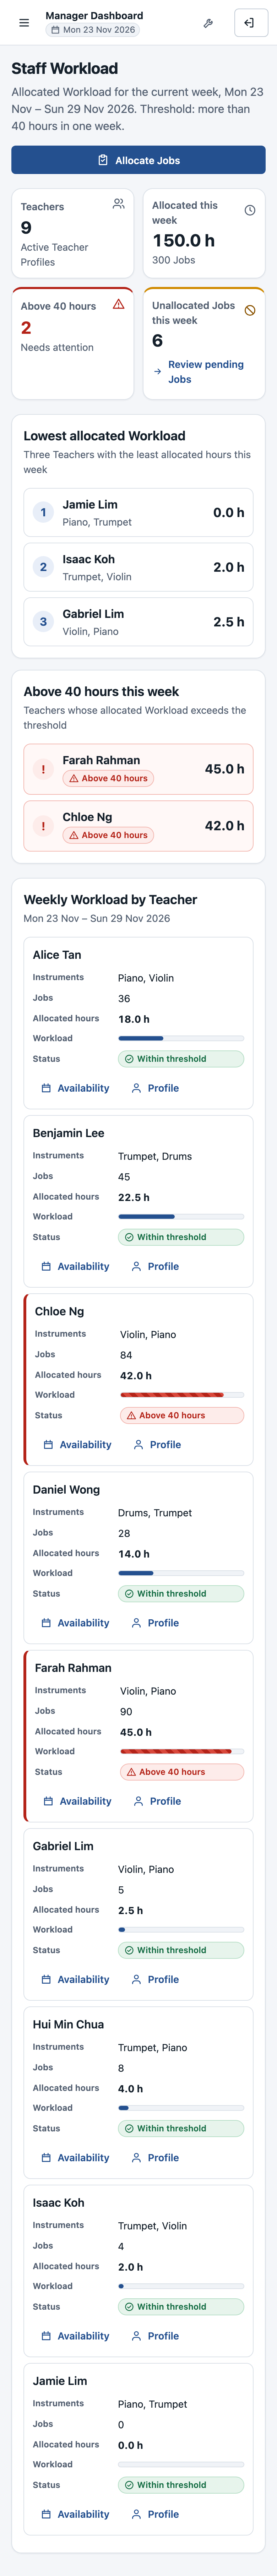 Manager Dashboard
Mon 23 Nov 2026
Staff Workload
Allocated Workload for the current week, Mon 23
Nov – Sun 29 Nov 2026. Threshold: more than
40 hours in one week.
Allocate Jobs
Teachers
9
Active Teacher
Profiles
Allocated this
week
150.0 h
300 Jobs
Above 40 hours
2
Needs attention
Unallocated Jobs
this week
6
Review pending
Jobs
Lowest allocated Workload
Three Teachers with the least allocated hours this
week
1
Jamie Lim
Piano, Trumpet
0.0 h
2
Isaac Koh
Trumpet, Violin
2.0 h
3
Gabriel Lim
Violin, Piano
2.5 h
Above 40 hours this week
Teachers whose allocated Workload exceeds the
threshold
!
Farah Rahman
Above 40 hours
45.0 h
!
Chloe Ng
Above 40 hours
42.0 h
Weekly Workload by Teacher
Mon 23 Nov – Sun 29 Nov 2026
Alice Tan
Instruments Piano, Violin
Jobs 36
Allocated hours 18.0 h
Workload
Status Within threshold
Availability Profile
Benjamin Lee
Instruments Trumpet, Drums
Jobs 45
Allocated hours 22.5 h
Workload
Status Within threshold
Availability Profile
Chloe Ng
Instruments Violin, Piano
Jobs 84
Allocated hours 42.0 h
Workload
Status Above 40 hours
Availability Profile
Daniel Wong
Instruments Drums, Trumpet
Jobs 28
Allocated hours 14.0 h
Workload
Status Within threshold
Availability Profile
Farah Rahman
Instruments Violin, Piano
Jobs 90
Allocated hours 45.0 h
Workload
Status Above 40 hours
Availability Profile
Gabriel Lim
Instruments Violin, Piano
Jobs 5
Allocated hours 2.5 h
Workload
Status Within threshold
Availability Profile
Hui Min Chua
Instruments Trumpet, Piano
Jobs 8
Allocated hours 4.0 h
Workload
Status Within threshold
Availability Profile
Isaac Koh
Instruments Trumpet, Violin
Jobs 4
Allocated hours 2.0 h
Workload
Status Within threshold
Availability Profile
Jamie Lim
Instruments Piano, Trumpet
Jobs 0
Allocated hours 0.0 h
Workload
Status Within threshold
Availability Profile